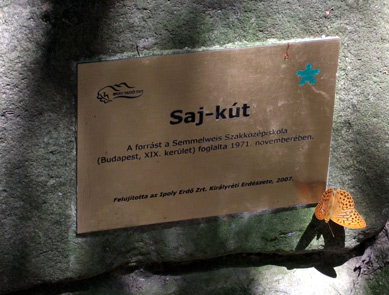 Saj-kút
A forrást a Semmelweis Szakközépiskola
(Budapest, XIX. kerület) foglalta 1971. novemberében.
Felújította az Ipoly Erdő Zrt. Királyréti Erdészete, 2007.